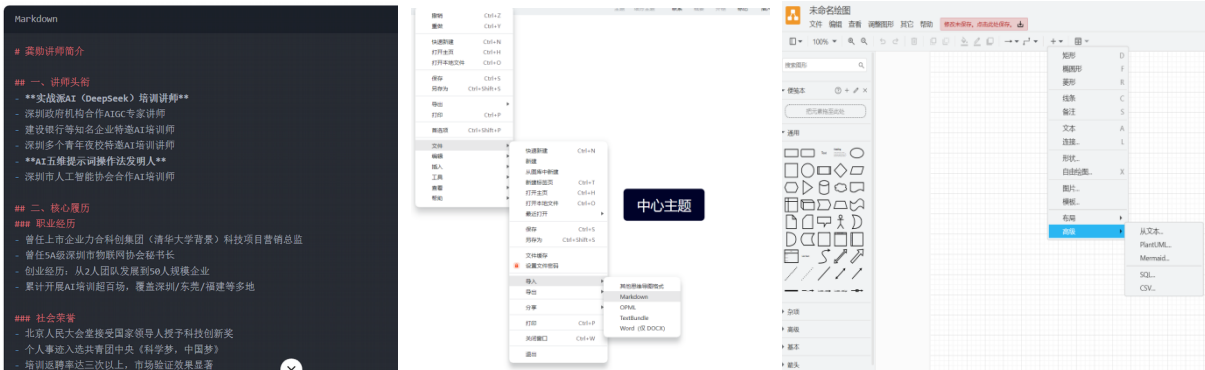 Markdown
# 龚勋讲师简介
## 一、讲师头衔
- **实战派AI（DeepSeek）培训讲师**
- 深圳政府机构合作AIGC专家讲师
- 建设银行等知名企业特邀AI培训师
- 深圳多个青年夜校特邀AI培训讲师
- **AI五维提示词操作法发明人**
- 深圳市人工智能协会合作AI培训师
## 二、核心履历
### 职业经历
- 曾任上市企业力合科创集团（清华大学背景）科技项目营销总监
- 曾任5A级深圳市物联网协会秘书长
- 创业经历：从2人团队发展到50人规模企业
- 累计开展AI培训超百场，覆盖深圳/东莞/福建等多地
### 社会荣誉
- 北京人民大会堂接受国家领导人授予科技创新奖
- 个人事迹入选共青团中央《科学梦，中国梦》
- 培训返聘率达三次以上，市场验证效果显著
撤销 Ctrl+Z
重做 Ctrl+Y
快速新建 Ctrl+N
打开主页 Ctrl+H
打开本地文件 Ctrl+O
保存 Ctrl+S
另存为 Ctrl+Shift+S
导出
打印 Ctrl+P
首选项 Ctrl+Shift+P
文件
编辑
插入
工具
查看
帮助
快速新建 Ctrl+N
新建
从图库中新建
新建标签页 Ctrl+T
打开主页 Ctrl+H
打开本地文件 Ctrl+O
最近打开
保存 Ctrl+S
另存为 Ctrl+Shift+S
文件缓存
设置文件密码
导入
导出
分享
打印 Ctrl+P
关闭窗口 Ctrl+W
退出
其他思维导图格式
Markdown
OPML
TextBundle
Word (仅 DOCX)
中心主题
未命名绘图
文件 编辑 查看 调整图形 其它 帮助 修改未保存。点击此处保存。
100%
搜索图形
便笺本
把元素拖至此处
通用
杂项
高级
基本
箭头
矩形 D
椭圆形 F
菱形 R
线条 C
备注 S
文本 A
连接... L
形状...
自由绘图... X
图片...
模板...
布局
高级
从文本...
PlantUML...
Mermaid...
SQL...
CSV...